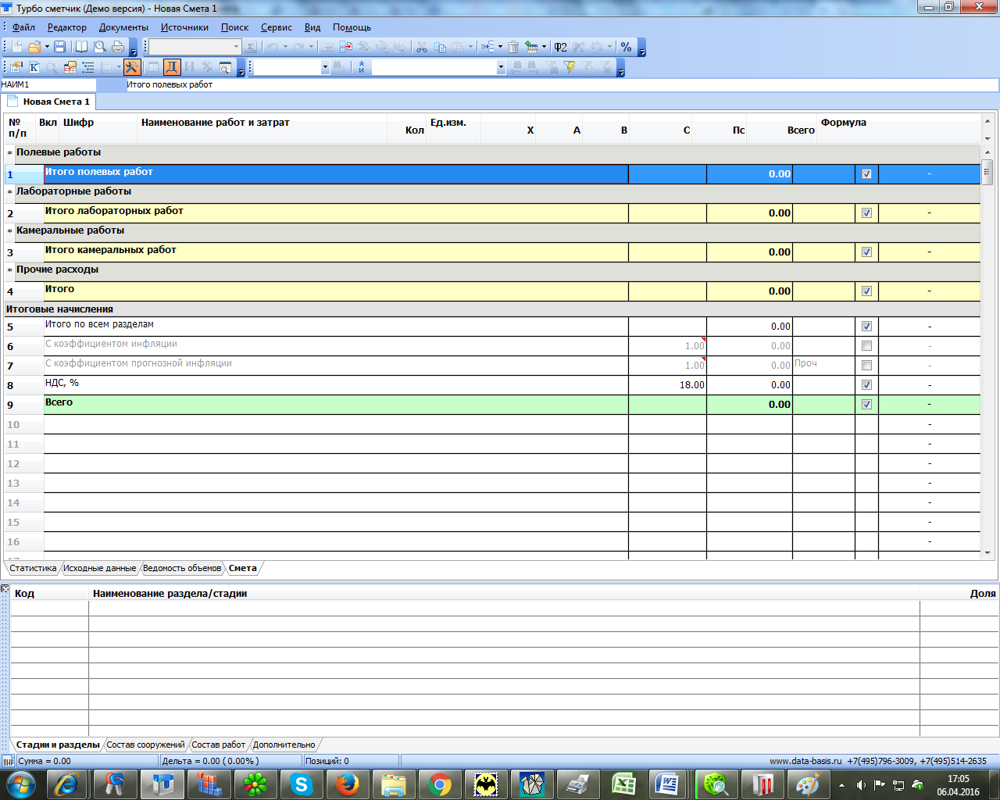 Турбо сметчик (Демо версия) - Новая Смета 1
Файл Редактор Документы Источники Поиск Сервис Вид Помощь
НАИМ1 Итого полевых работ
Новая Смета 1
№ п/п Вкл Шифр Наименование работ и затрат Кол Ед.изм. X A B C Пс Всего Формула
* Полевые работы
1 Итого полевых работ 0.00 -
* Лабораторные работы
2 Итого лабораторных работ 0.00 -
* Камеральные работы
3 Итого камеральных работ 0.00 -
* Прочие расходы
4 Итого 0.00 -
Итоговые начисления
5 Итого по всем разделам 0.00 -
6 С коэффициентом инфляции 1.00 0.00 -
7 С коэффициентом прогнозной инфляции 1.00 0.00 Проч -
8 НДС, % 18.00 0.00 -
9 Всего 0.00 -
10 -
11 -
12 -
13 -
14 -
15 -
16 -
Статистика Исходные данные Ведомость объемов Смета
Код Наименование раздела/стадии Доля
Стадии и разделы Состав сооружений Состав работ Дополнительно
ПИР Сумма = 0.00 Дельта = 0.00 ( 0.00% ) Позиций: 0 www.data-basis.ru +7(495)796-3009, +7(495)514-2635
17:05
06.04.2016